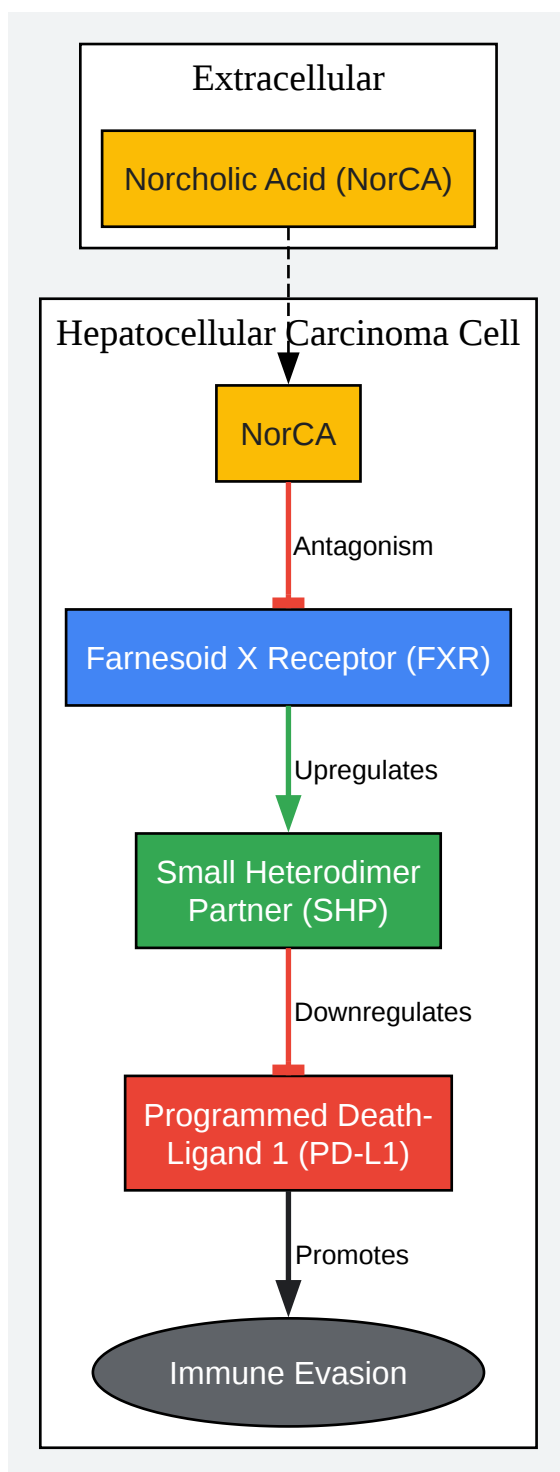 Extracellular
Norcholic Acid (NorCA)
Hepatocellular Carcinoma Cell
NorCA
Antagonism
Farnesoid X Receptor (FXR)
Upregulates
Small Heterodimer
Partner (SHP)
Downregulates
Programmed Death-
Ligand 1 (PD-L1)
Promotes
Immune Evasion